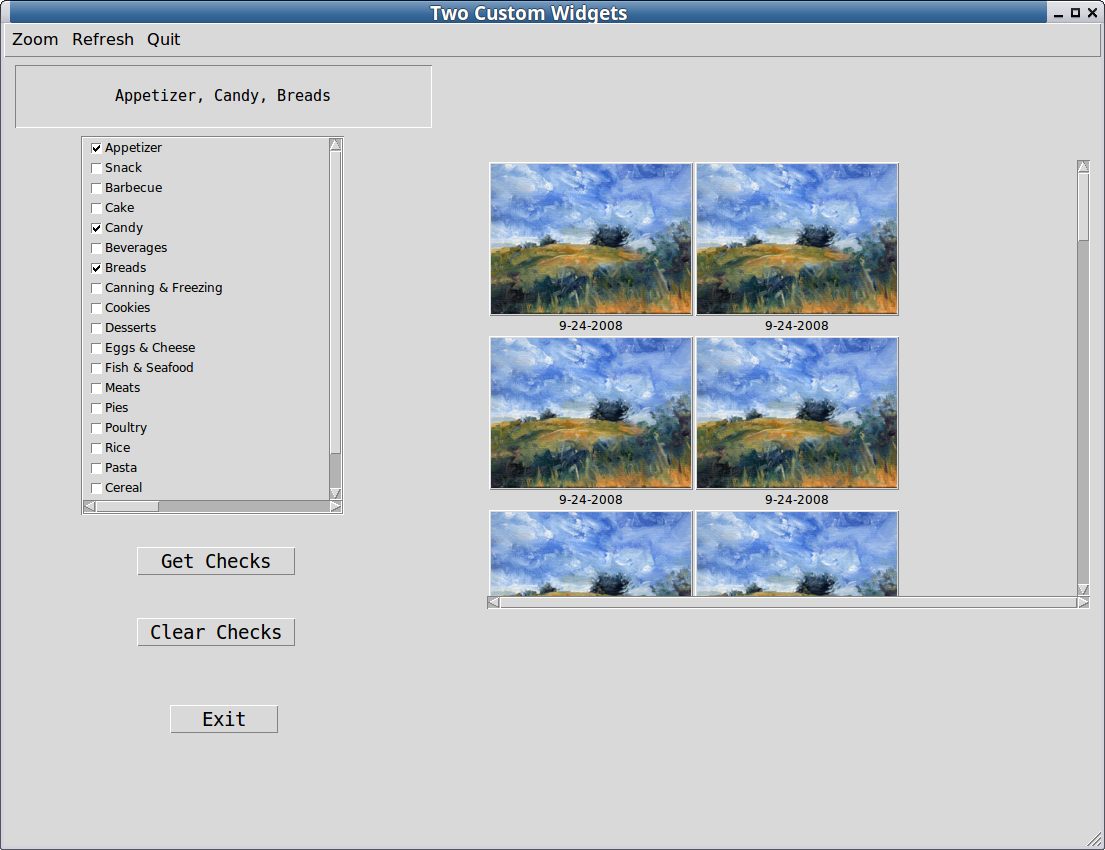 Two Custom Widgets
Zoom Refresh Quit
Appetizer, Candy, Breads
Appetizer
Snack
Barbecue
Cake
Candy
Beverages
Breads
Canning & Freezing
Cookies
Desserts
Eggs & Cheese
Fish & Seafood
Meats
Pies
Poultry
Rice
Pasta
Cereal
Get Checks
Clear Checks
Exit
9-24-2008 9-24-2008
9-24-2008 9-24-2008